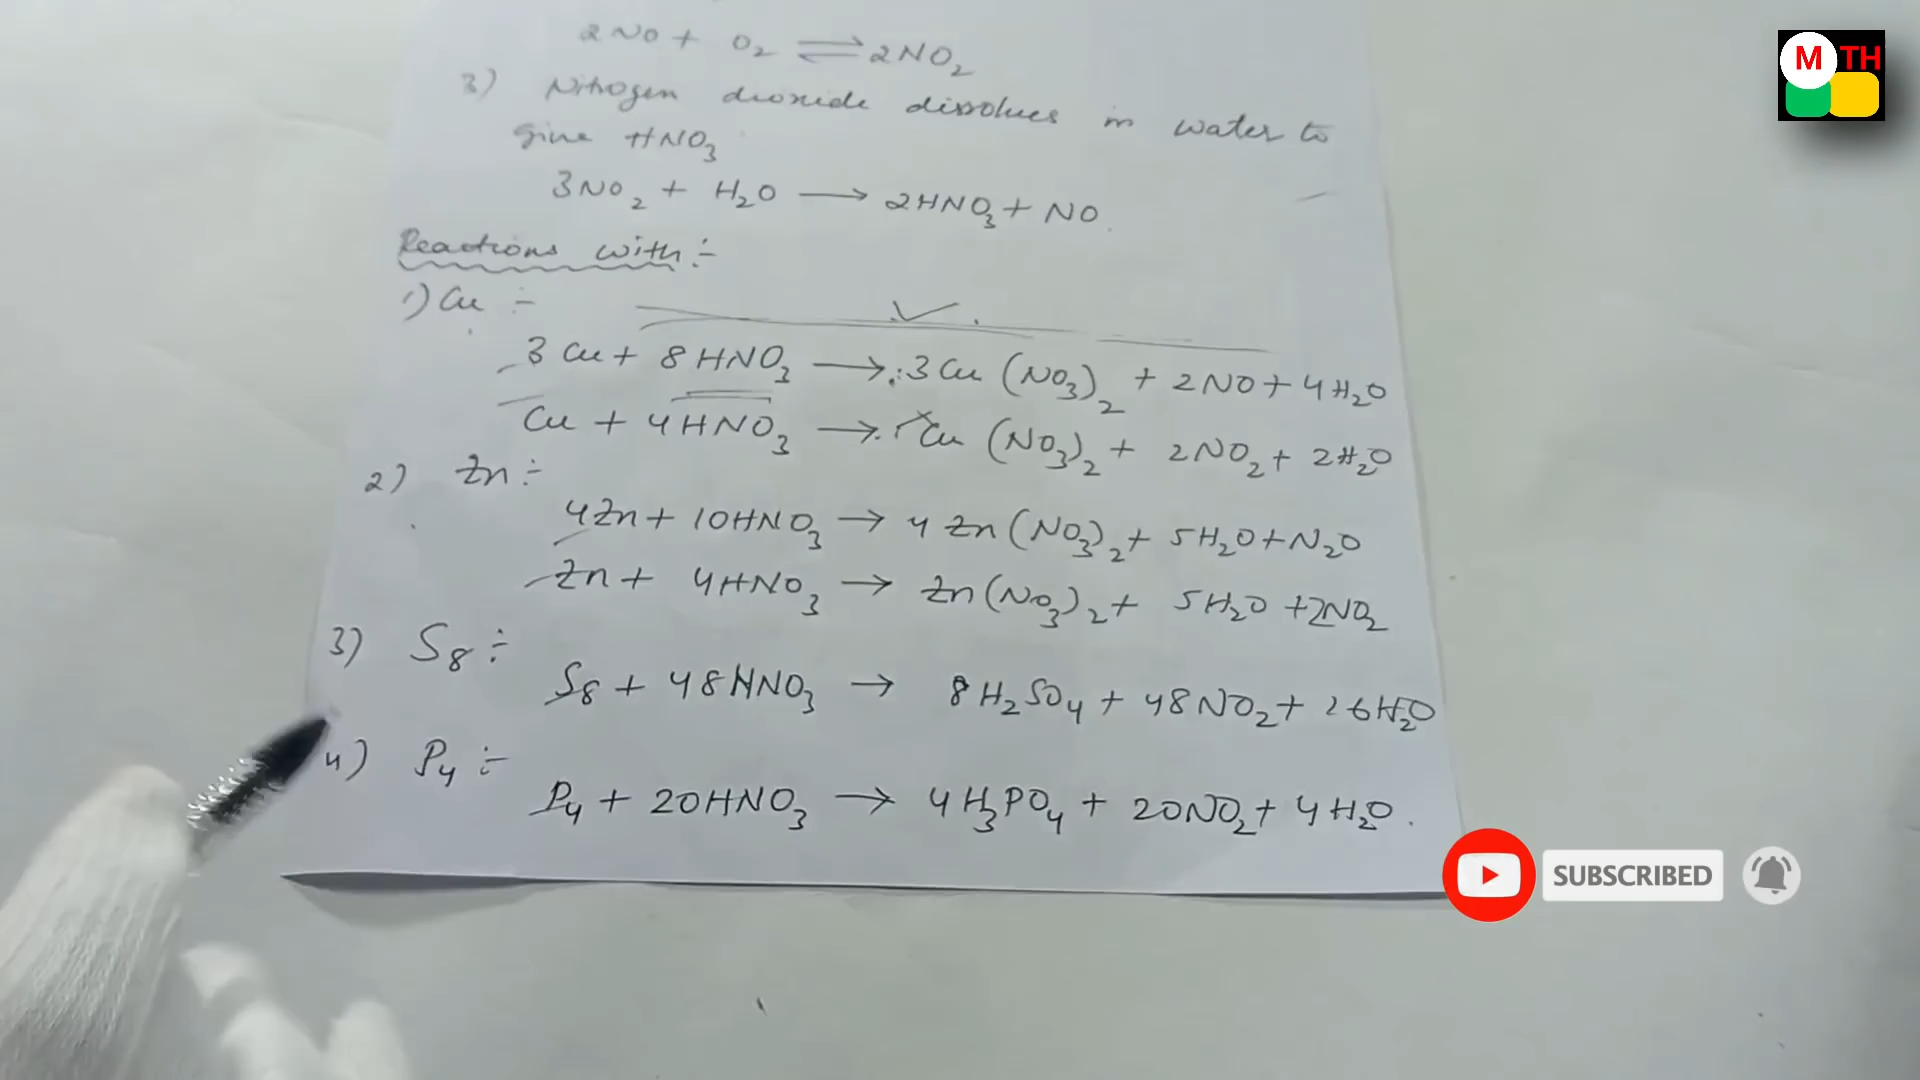 2NO + O₂ ⇌ 2NO₂
3) Nitrogen dioxide dissolves in water to
give HNO₃
3NO₂ + H₂O → 2HNO₃ + NO.
Reactions with :-
1) Cu :-
3Cu + 8HNO₃ → 3Cu(NO₃)₂ + 2NO + 4H₂O
Cu + 4HNO₃ → Cu(NO₃)₂ + 2NO₂ + 2H₂O
2) Zn :-
4Zn + 10HNO₃ → 4Zn(NO₃)₂ + 5H₂O + N₂O
Zn + 4HNO₃ → Zn(NO₃)₂ + 5H₂O + 2NO₂
3) S₈ :-
S₈ + 48HNO₃ → 8H₂SO₄ + 48NO₂ + 16H₂O
4) P₄ :-
P₄ + 20HNO₃ → 4H₃PO₄ + 20NO₂ + 4H₂O.
M TH
SUBSCRIBED